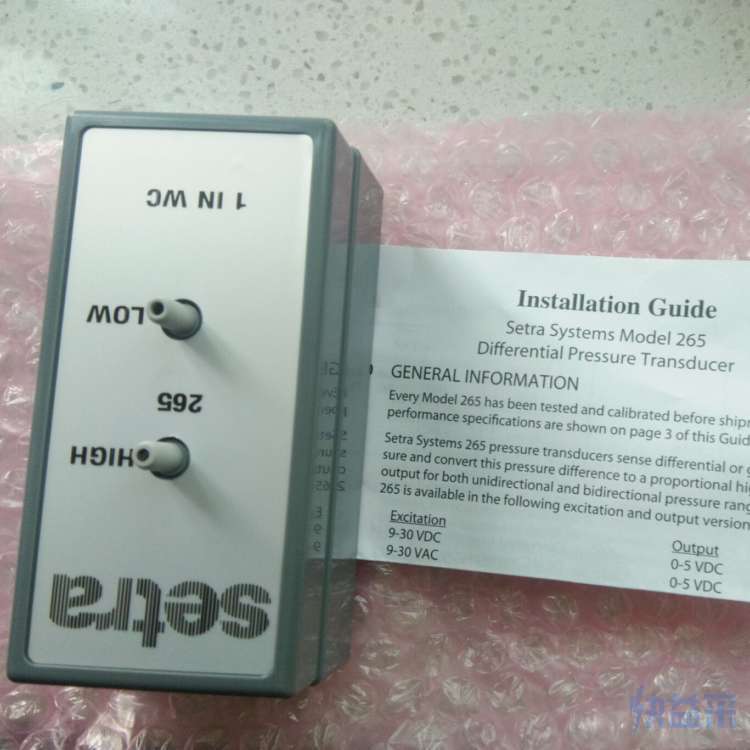 1 IN WC
LOW
265
HIGH
setra
Installation Guide
Setra Systems Model 265
Differential Pressure Transducer
GENERAL INFORMATION
Every Model 265 has been tested and calibrated before
performance specifications are shown on page 3 of this
Setra Systems 265 pressure transducers sense differential or
sure and convert this pressure difference to a proportional
output for both unidirectional and bidirectional pressure
265 is available in the following excitation and output
Excitation
Output
9-30 VDC
0-5 VDC
9-30 VAC
0-5 VDC
快益采